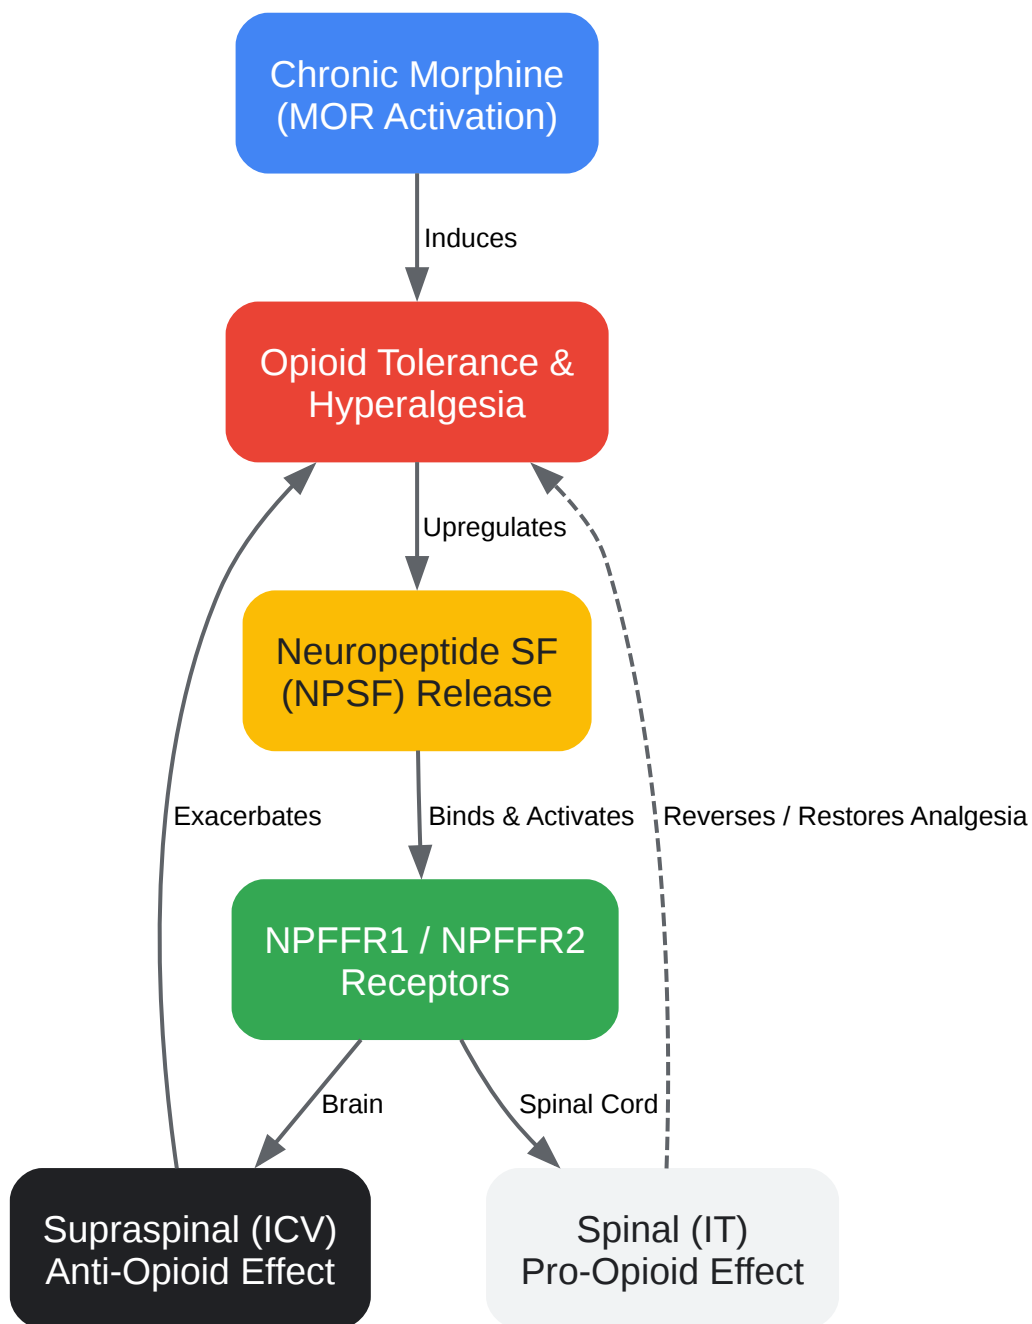 Chronic Morphine
(MOR Activation)
Induces
Opioid Tolerance &
Hyperalgesia
Upregulates
Neuropeptide SF
(NPSF) Release
Exacerbates
Binds & Activates
Reverses / Restores Analgesia
NPFFR1 / NPFFR2
Receptors
Brain
Spinal Cord
Supraspinal (ICV)
Anti-Opioid Effect
Spinal (IT)
Pro-Opioid Effect